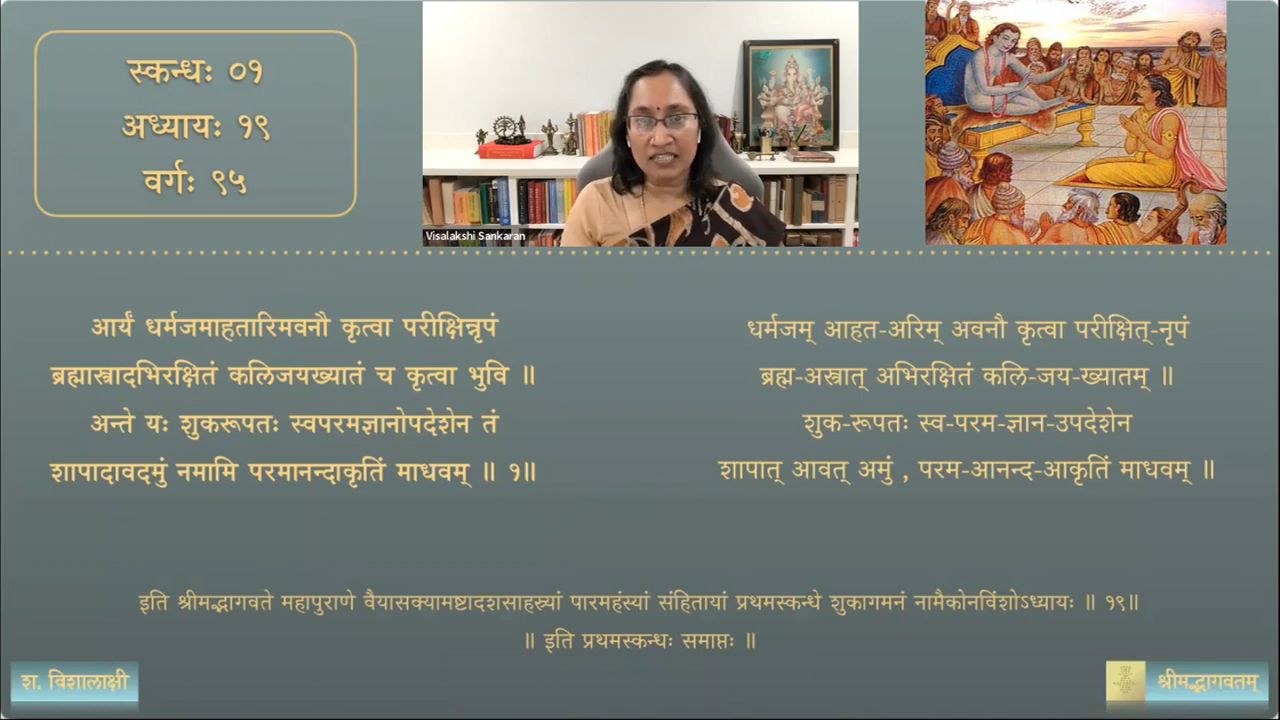 स्कन्धः ०१
अध्यायः १९
वर्गः ९५
Visalakshi Sankaran
आर्यं धर्मजमाहतारिमवनौ कृत्वा परीक्षिन्नृपं
ब्रह्मास्त्रादभिरक्षितं कलिजयख्यातं च कृत्वा भुवि ॥
अन्ते यः शुकरूपतः स्वपरमज्ञानोपदेशेन तं
शापादावदमुं नमामि परमानन्दाकृतिं माधवम् ॥ १॥
धर्मजम् आहत-अरिम् अवनौ कृत्वा परीक्षित्-नृपं
ब्रह्म-अस्त्रात् अभिरक्षितं कलि-जय-ख्यातम् ॥
शुक-रूपतः स्व-परम-ज्ञान-उपदेशेन
शापात् आवत् अमुं , परम-आनन्द-आकृतिं माधवम् ॥
इति श्रीमद्भागवते महापुराणे वैयासक्यामष्टादशसाहस्र्यां पारमहंस्यां संहितायां प्रथमस्कन्धे शुकागमनं नामैकोनविंशोऽध्यायः ॥ १९॥
॥ इति प्रथमस्कन्धः समाप्तः ॥
श. विशालाक्षी
श्रीमद्भागवतम्